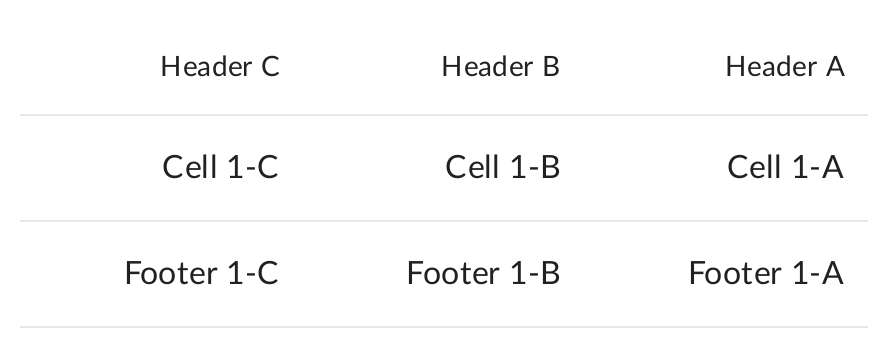 Header C Header B Header A
Cell 1-C Cell 1-B Cell 1-A
Footer 1-C Footer 1-B Footer 1-A